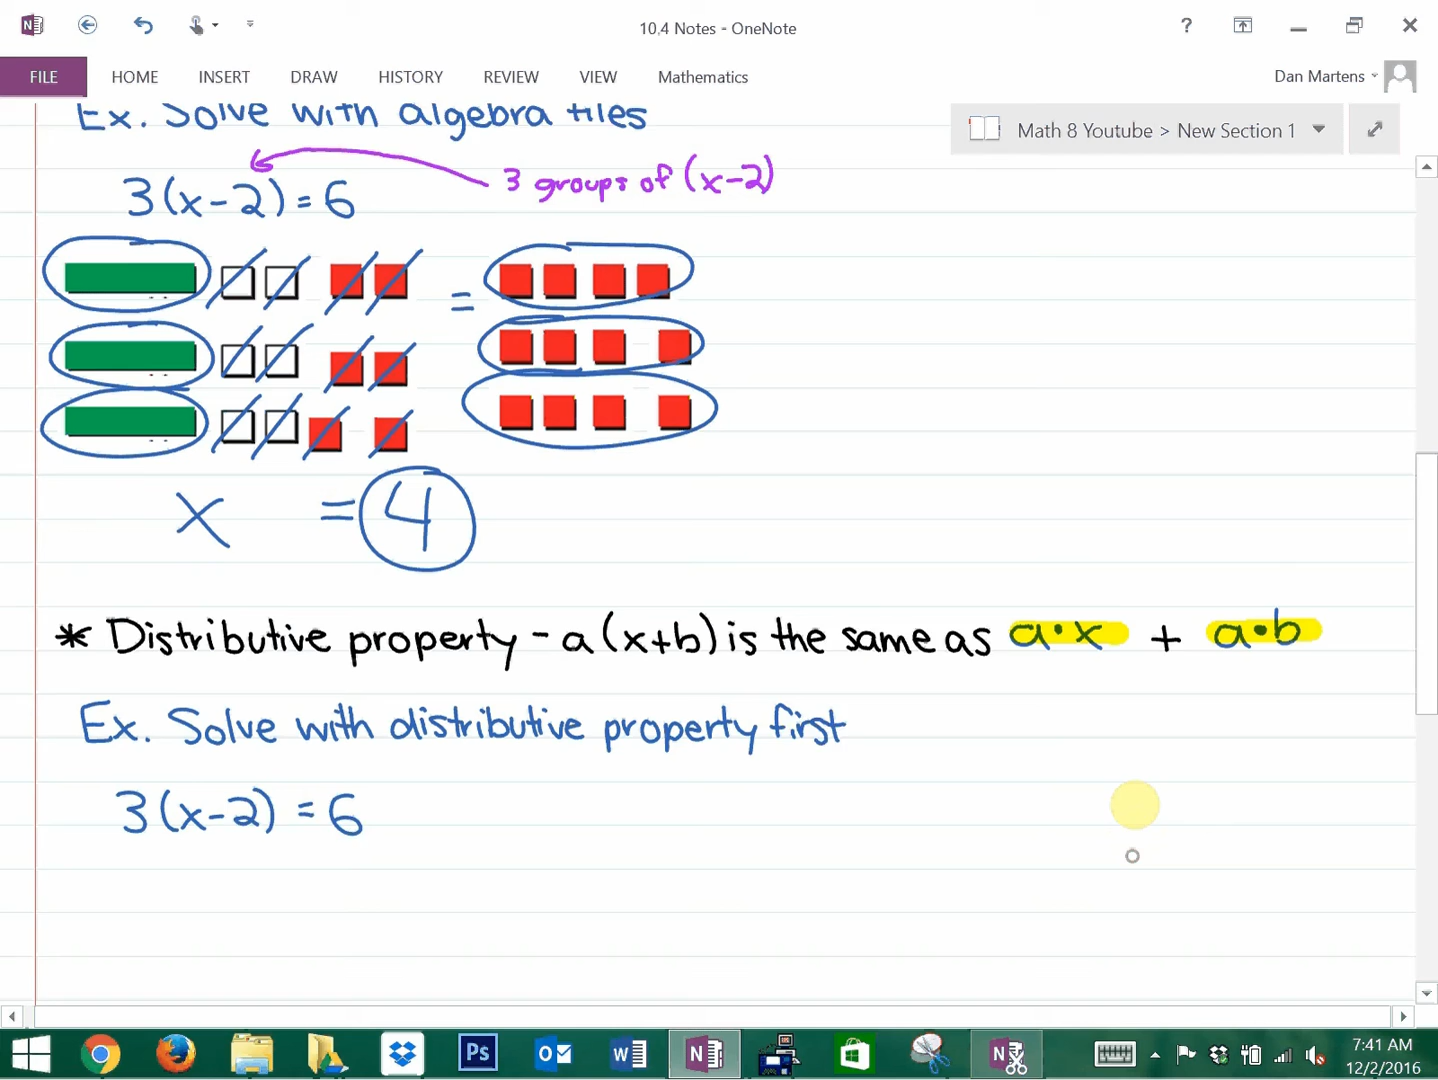 10,4 Notes - OneNote
?
FILE HOME INSERT DRAW HISTORY REVIEW VIEW Mathematics
Dan Martens
Math 8 Youtube > New Section 1
Ex. Solve with algebra tiles
3(x-2)=6
3 groups of (x-2)
=
x = 4
* Distributive property - a(x+b) is the same as a•x + a•b
Ex. Solve with distributive property first
3(x-2) = 6
Ps
7:41 AM
12/2/2016